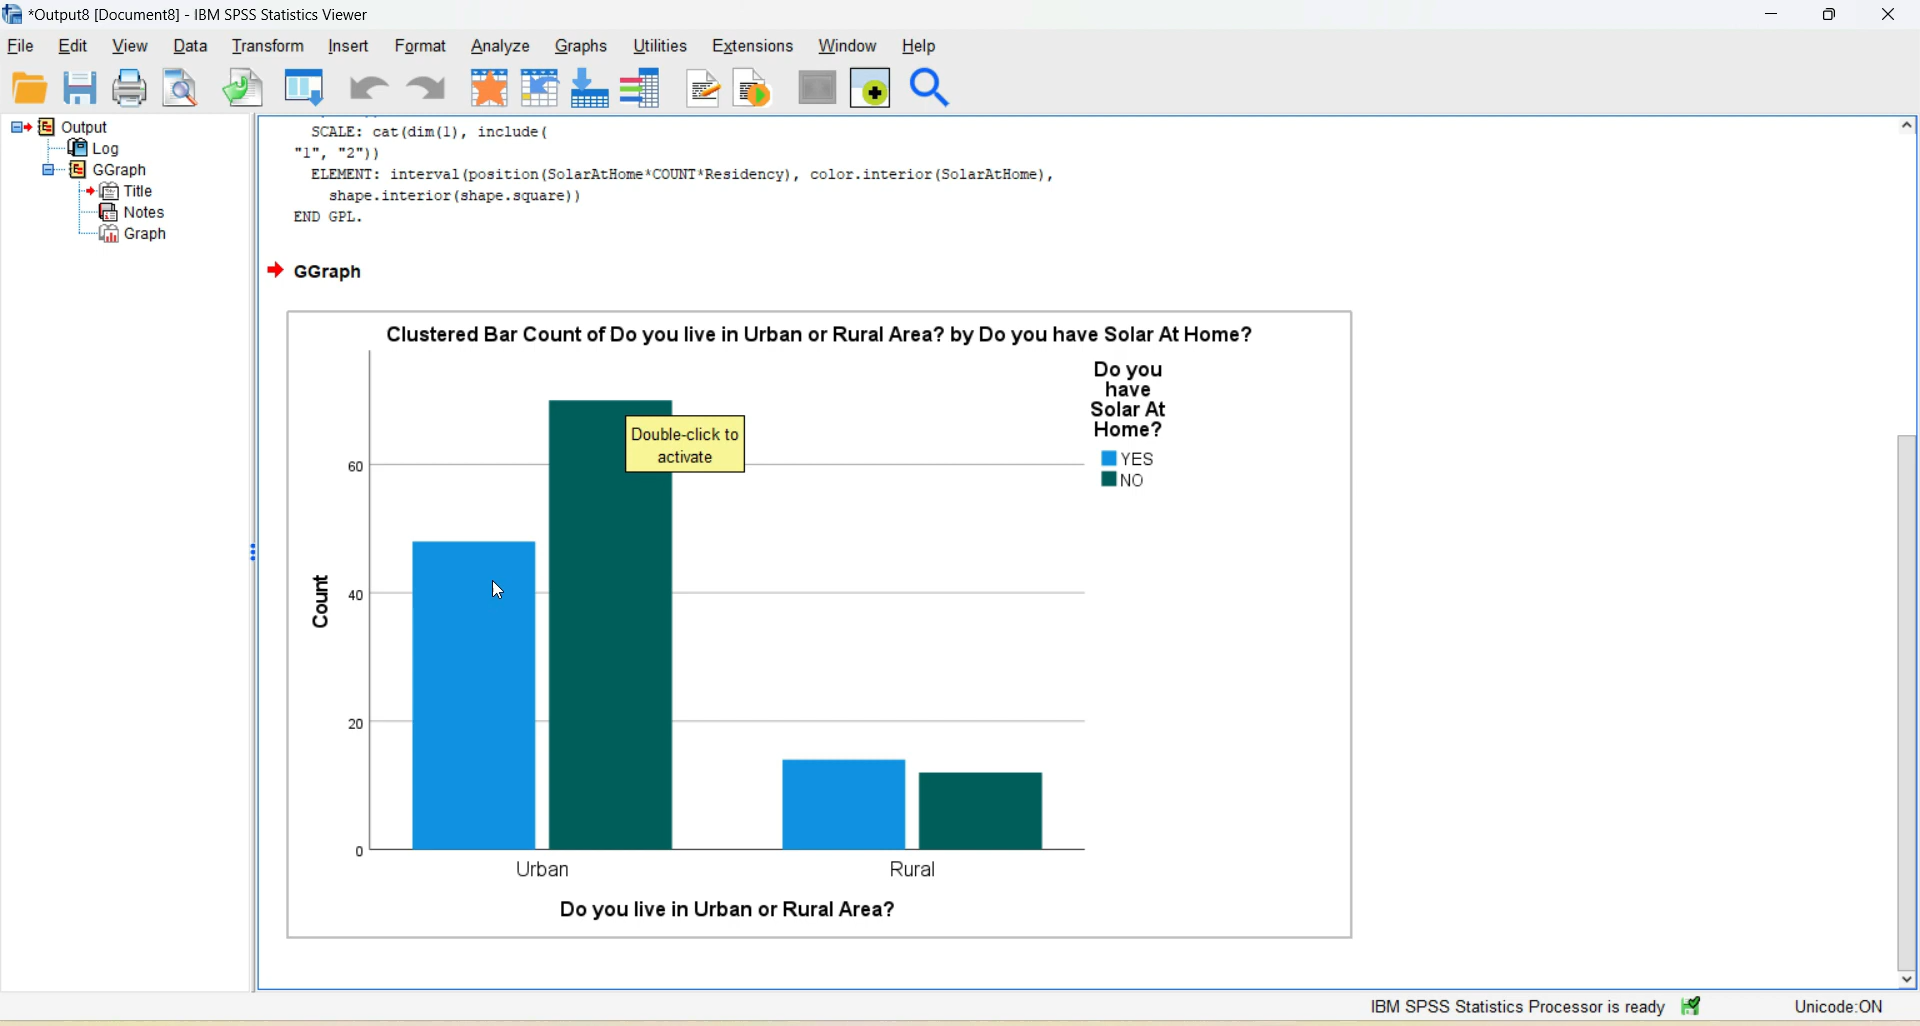 *Output8 [Document8] - IBM SPSS Statistics Viewer
File Edit View Data Transform Insert Format Analyze Graphs Utilities Extensions Window Help
Output
Log
GGraph
Title
Notes
Graph
SCALE: cat(dim(1), include(
"1", "2"))
ELEMENT: interval(position(SolarAtHome*COUNT*Residency), color.interior(SolarAtHome),
shape.interior(shape.square))
END GPL.
GGraph
Clustered Bar Count of Do you live in Urban or Rural Area? by Do you have Solar At Home?
Do you
have
Solar At
Home?
YES
NO
Double-click to
activate
Count
60
40
20
0
Urban Rural
Do you live in Urban or Rural Area?
IBM SPSS Statistics Processor is ready Unicode:ON